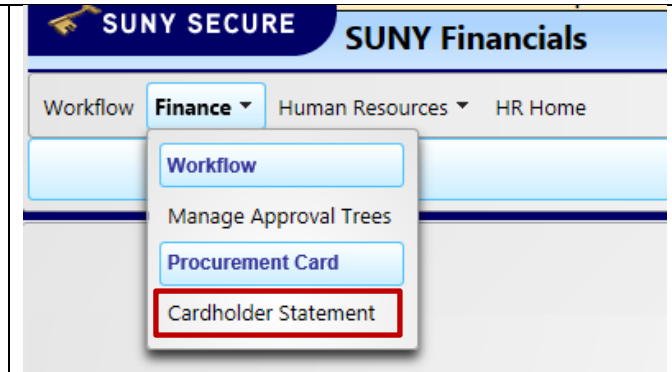 SUNY SECURE
SUNY Financials
Workflow Finance Human Resources HR Home
Workflow
Manage Approval Trees
Procurement Card
Cardholder Statement